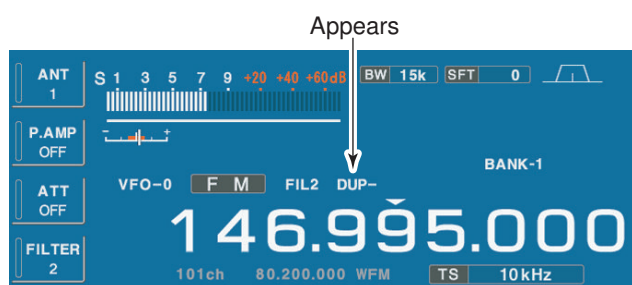 Appears
ANT
1
S 1 3 5 7 9 +20 +40 +60dB
BW 15k SFT 0
P.AMP
OFF
- +
BANK-1
ATT
OFF
VFO-0 FM FIL2 DUP-
146.995.000
FILTER
2
101ch 80.200.000 WFM TS 10kHz